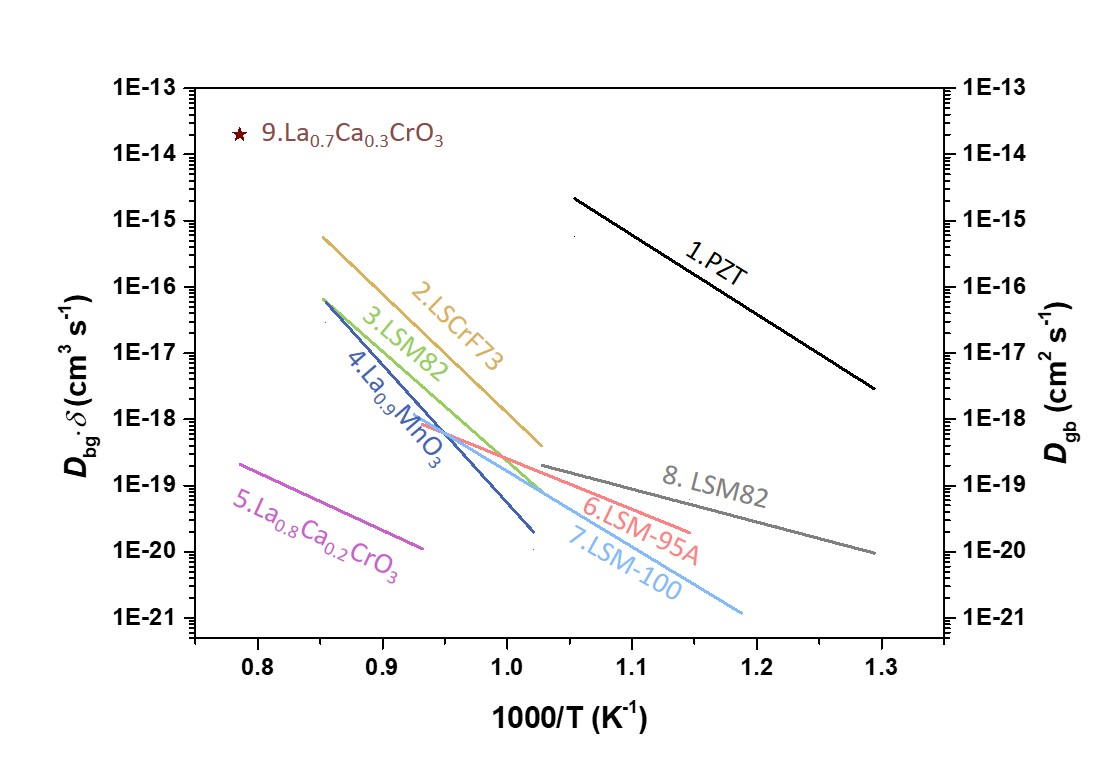 1E-13
1E-14
1E-15
1E-16
1E-17
1E-18
1E-19
1E-20
1E-21
D_bg·δ (cm³ s⁻¹)
9.La₀.₇Ca₀.₃CrO₃
1.PZT
2.LSCrF73
3.LSM82
4.La₀.₉MnO₃
5.La₀.₈Ca₀.₂CrO₃
6.LSM-95A
7.LSM-100
8. LSM82
1E-13
1E-14
1E-15
1E-16
1E-17
1E-18
1E-19
1E-20
1E-21
D_gb (cm² s⁻¹)
0.8 0.9 1.0 1.1 1.2 1.3
1000/T (K⁻¹)